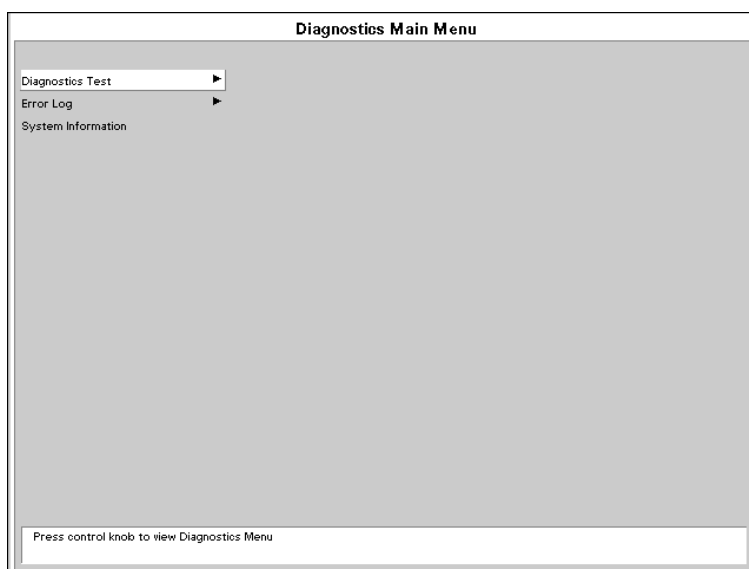 Diagnostics Main Menu
Diagnostics Test
Error Log
System Information
Press control knob to view Diagnostics Menu